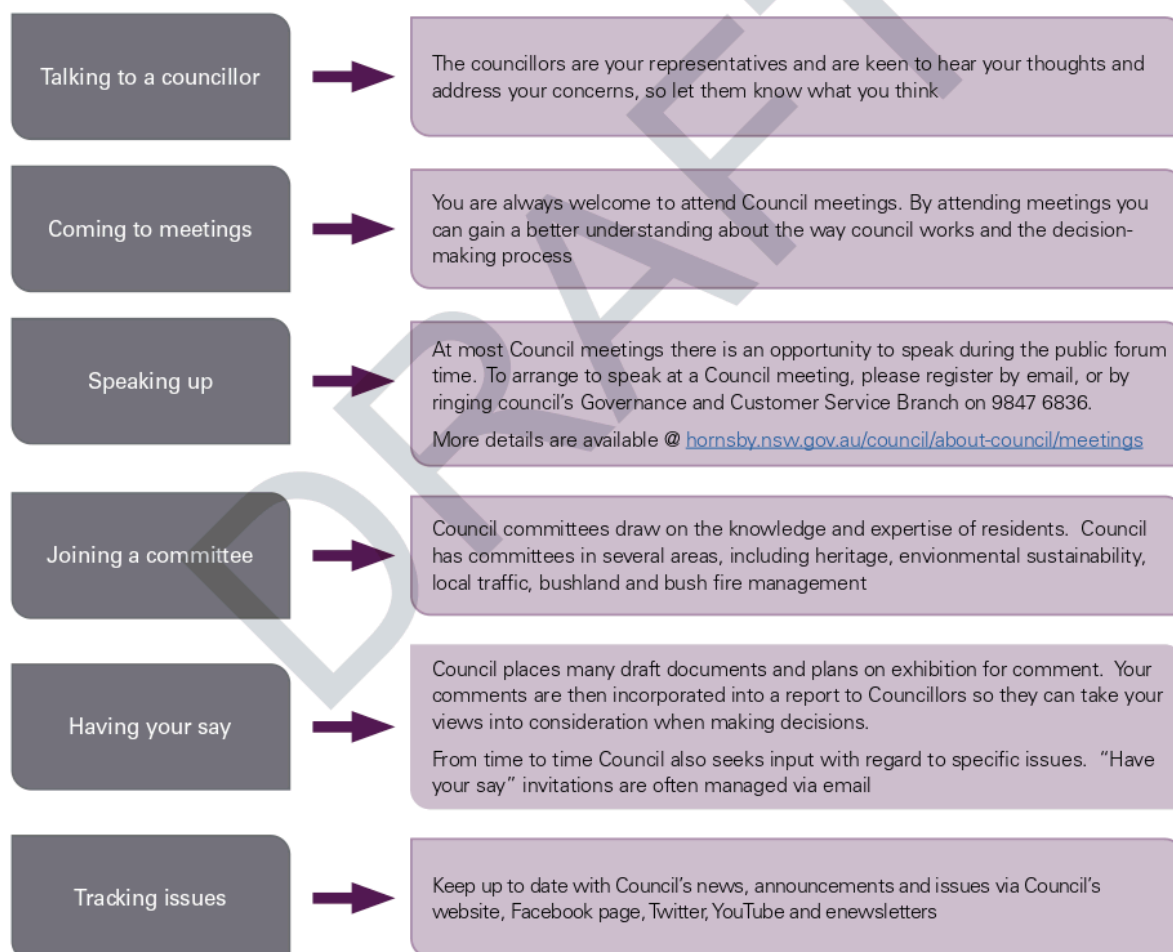 Talking to a councillor
The councillors are your representatives and are keen to hear your thoughts and
address your concerns, so let them know what you think
Coming to meetings
You are always welcome to attend Council meetings. By attending meetings you
can gain a better understanding about the way council works and the decision-
making process
Speaking up
At most Council meetings there is an opportunity to speak during the public forum
time. To arrange to speak at a Council meeting, please register by email, or by
ringing council's Governance and Customer Service Branch on 9847 6836.
More details are available @ hornsby.nsw.gov.au/council/about-council/meetings
Joining a committee
Council committees draw on the knowledge and expertise of residents. Council
has committees in several areas, including heritage, envionmental sustainability,
local traffic, bushland and bush fire management
Having your say
Council places many draft documents and plans on exhibition for comment. Your
comments are then incorporated into a report to Councillors so they can take your
views into consideration when making decisions.
From time to time Council also seeks input with regard to specific issues. “Have
your say” invitations are often managed via email
Tracking issues
Keep up to date with Council's news, announcements and issues via Council's
website, Facebook page, Twitter, YouTube and enewsletters
DRAFT